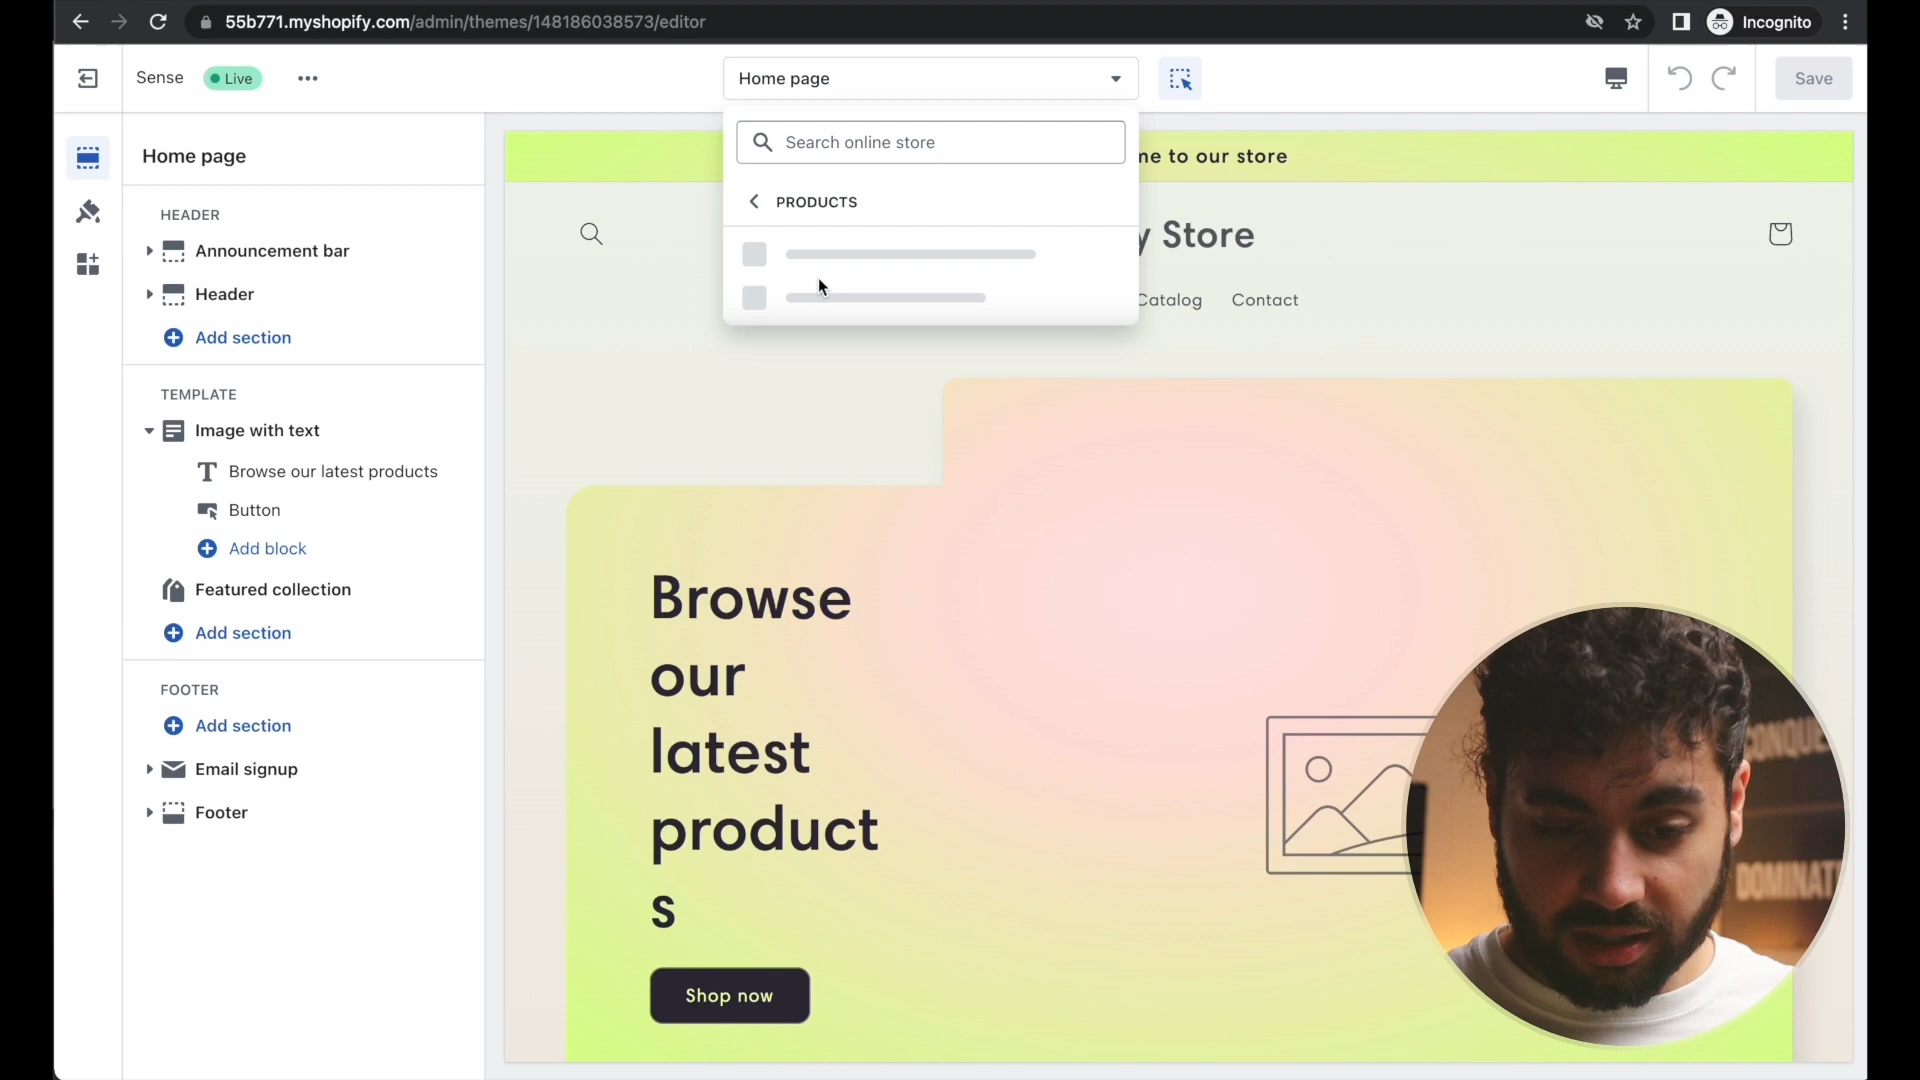 55b771.myshopify.com/admin/themes/148186038573/editor
Incognito
Sense
Live
Home page
Save
Search online store
PRODUCTS
Home page
HEADER
Announcement bar
Header
Add section
TEMPLATE
Image with text
Browse our latest products
Button
Add block
Featured collection
Add section
FOOTER
Add section
Email signup
Footer
to our store
Store
Catalog
Contact
Browse
our
latest
product
s
Shop now